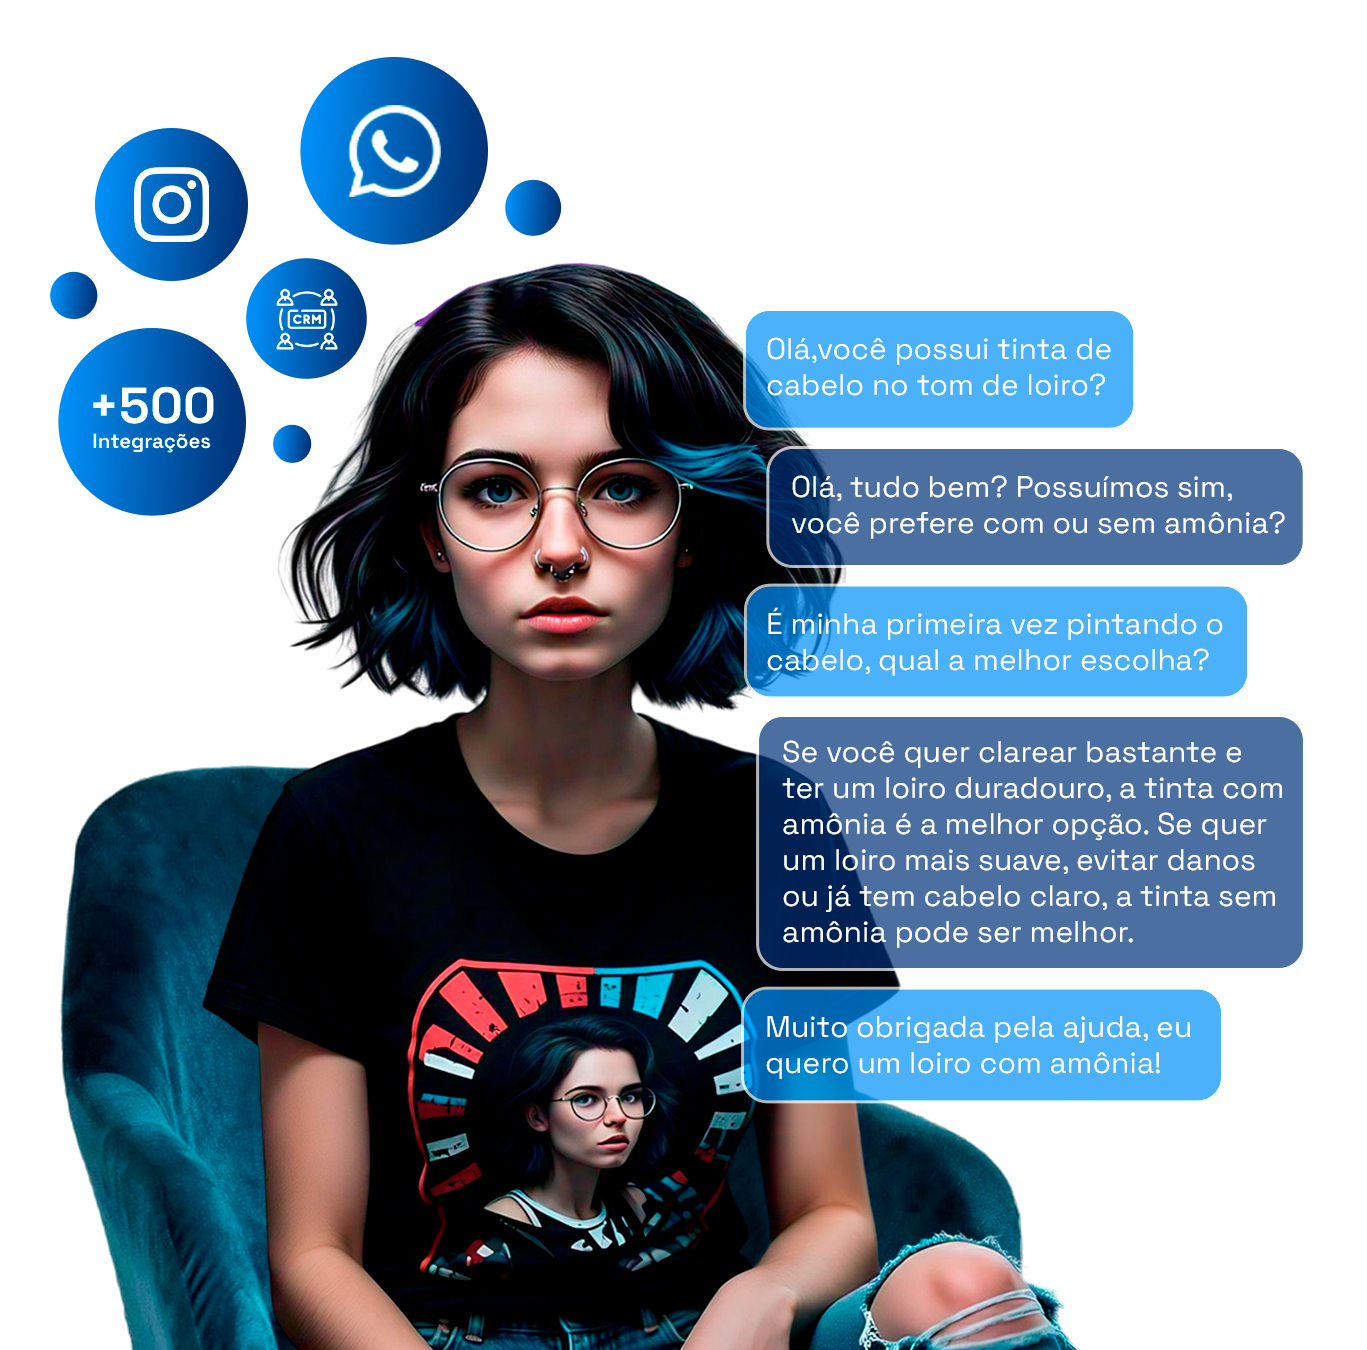 CRM
+500
Integrações
Olá,você possui tinta de
cabelo no tom de loiro?
Olá, tudo bem? Possuímos sim,
você prefere com ou sem amônia?
É minha primeira vez pintando o
cabelo, qual a melhor escolha?
Se você quer clarear bastante e
ter um loiro duradouro, a tinta com
amônia é a melhor opção. Se quer
um loiro mais suave, evitar danos
ou já tem cabelo claro, a tinta sem
amônia pode ser melhor.
Muito obrigada pela ajuda, eu
quero um loiro com amônia!